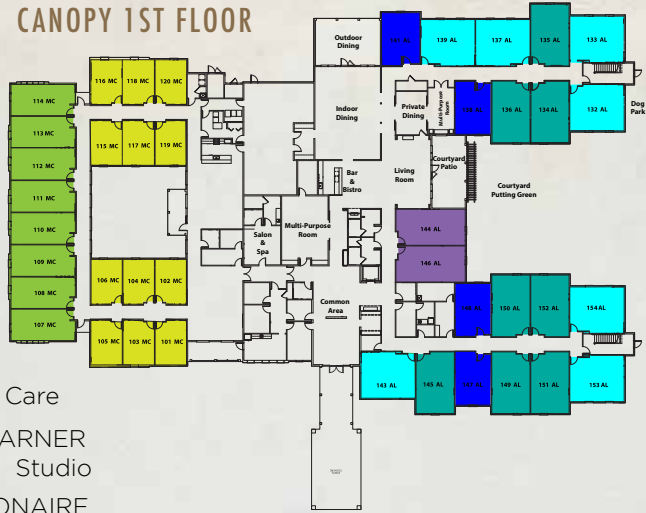 CANOPY 1ST FLOOR
114 MC
113 MC
112 MC
111 MC
110 MC
109 MC
108 MC
107 MC
116 MC
118 MC
120 MC
115 MC
117 MC
119 MC
106 MC
104 MC
102 MC
105 MC
103 MC
101 MC
Outdoor
Dining
Indoor
Dining
Private
Dining
Multi-Purpose
Room
Bar
&
Bistro
Living
Room
Courtyard
Patio
Courtyard
Putting Green
Dog
Park
Salon
&
Spa
Multi-Purpose
Room
Common
Area
139 AL
137 AL
135 AL
133 AL
136 AL
134 AL
132 AL
144 AL
146 AL
150 AL
152 AL
154 AL
143 AL
145 AL
149 AL
151 AL
153 AL
Care
ARNER
Studio
ONAIRE